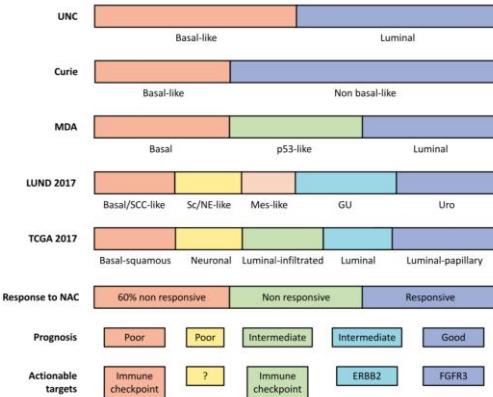 UNC
Basal-like Luminal
Curie
Basal-like Non basal-like
MDA
Basal p53-like Luminal
LUND 2017
Basal/SCC-like Sc/NE-like Mes-like GU Uro
TCGA 2017
Basal-squamous Neuronal Luminal-infiltrated Luminal Luminal-papillary
Response to NAC 60% non responsive Non responsive Responsive
Prognosis Poor Poor Intermediate Intermediate Good
Actionable targets Immune checkpoint ? Immune checkpoint ERBB2 FGFR3